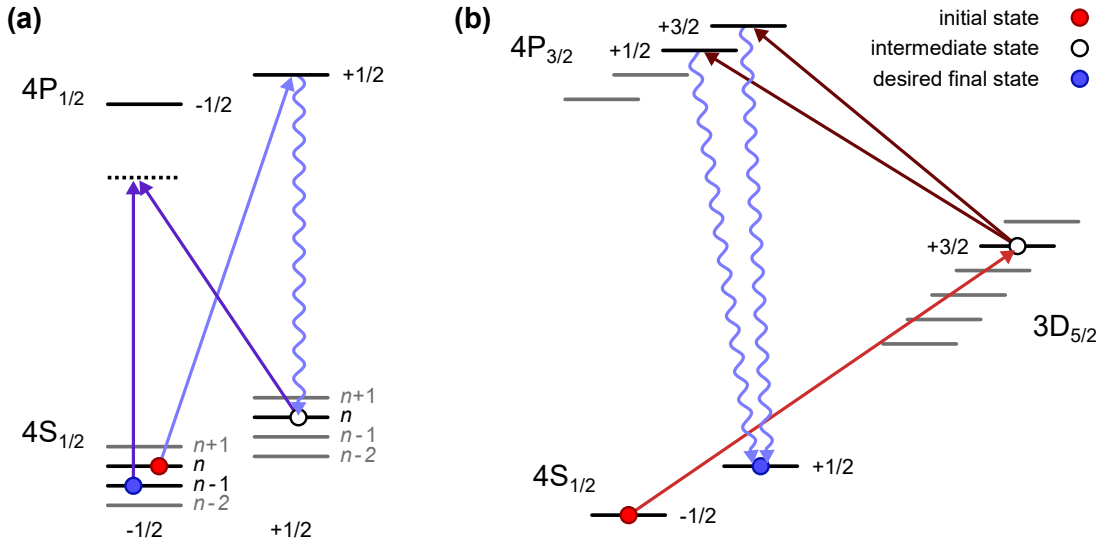 (a)
4P1/2
+1/2
-1/2
4S1/2
n+1
n
n-1
n-2
n+1
n
n-1
n-2
-1/2
+1/2
(b)
initial state
intermediate state
desired final state
4P3/2
+3/2
+1/2
+3/2
3D5/2
4S1/2
+1/2
-1/2